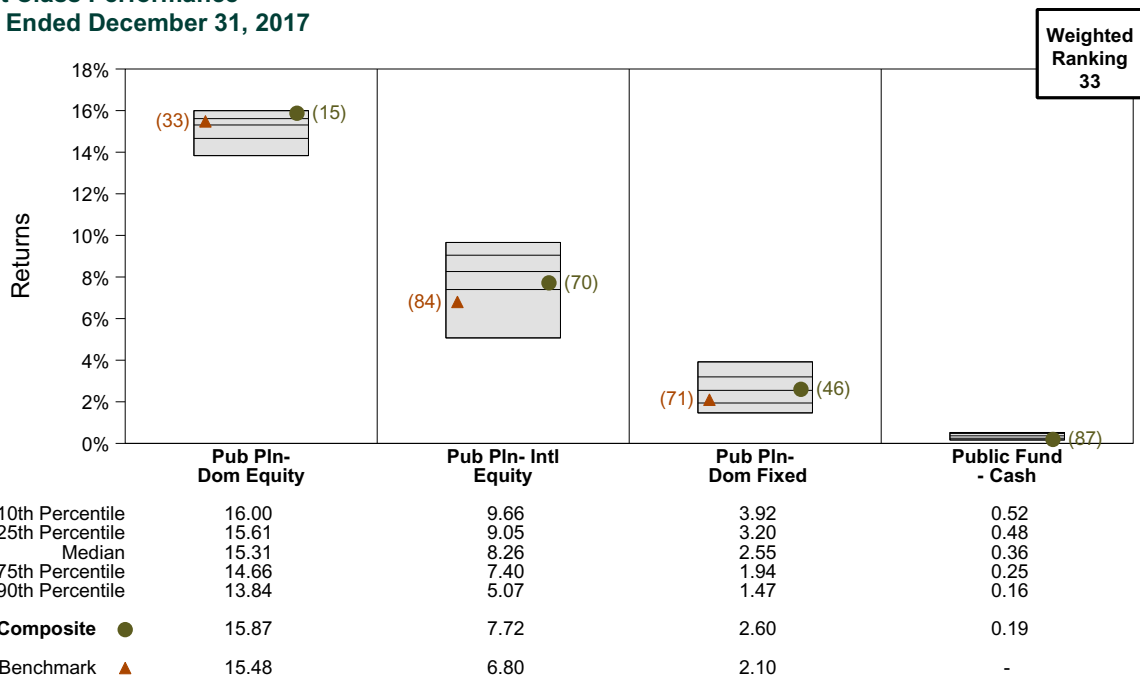 Ended December 31, 2017
Weighted
Ranking
33
Returns
18%
16%
14%
12%
10%
8%
6%
4%
2%
0%
(33)
(15)
(84)
(70)
(71)
(46)
(87)
Pub Pln-
Dom Equity
Pub Pln- Intl
Equity
Pub Pln-
Dom Fixed
Public Fund
- Cash
10th Percentile 16.00 9.66 3.92 0.52
25th Percentile 15.61 9.05 3.20 0.48
Median 15.31 8.26 2.55 0.36
75th Percentile 14.66 7.40 1.94 0.25
90th Percentile 13.84 5.07 1.47 0.16
Composite 15.87 7.72 2.60 0.19
Benchmark 15.48 6.80 2.10 -